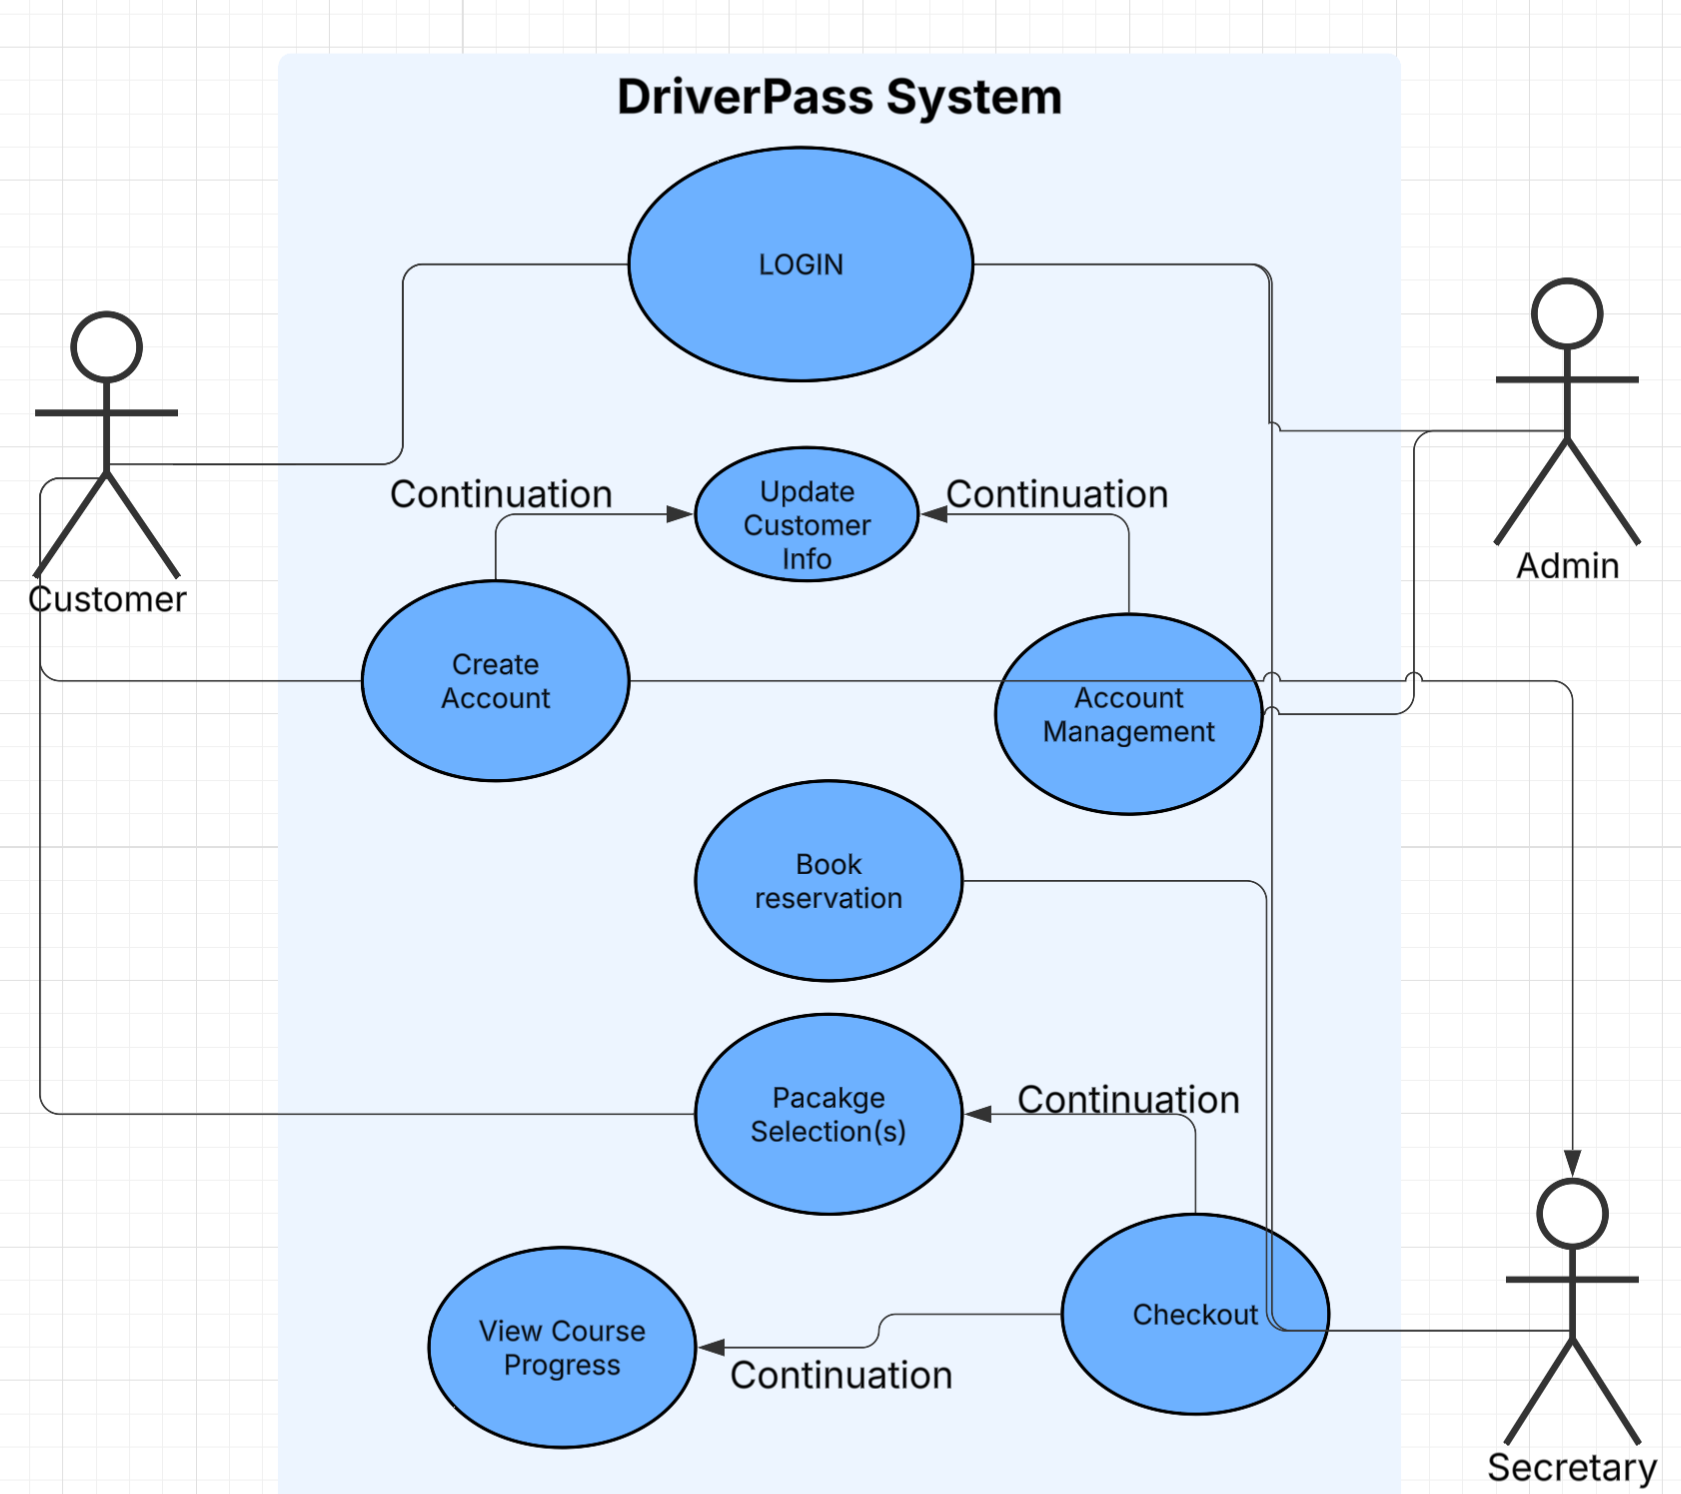 DriverPass System
LOGIN
Continuation
Update
Customer
Info
Continuation
Admin
Customer
Create
Account
Account
Management
Book
reservation
Pacakge
Selection(s)
Continuation
View Course
Progress
Continuation
Checkout
Secretary